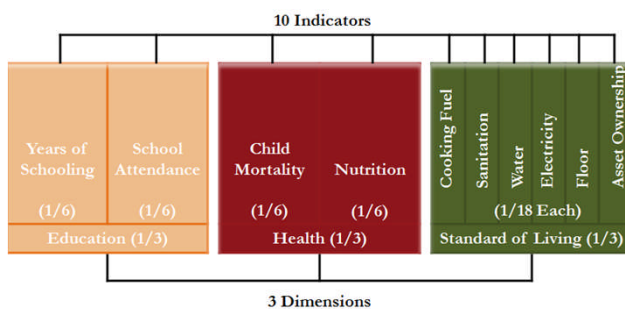 10 Indicators
Years of
Schooling
(1/6)
School
Attendance
(1/6)
Education (1/3)
Child
Mortality
(1/6)
Nutrition
(1/6)
Health (1/3)
Cooking Fuel
Sanitation
Water
Electricity
Floor
Asset Ownership
(1/18 Each)
Standard of Living (1/3)
3 Dimensions